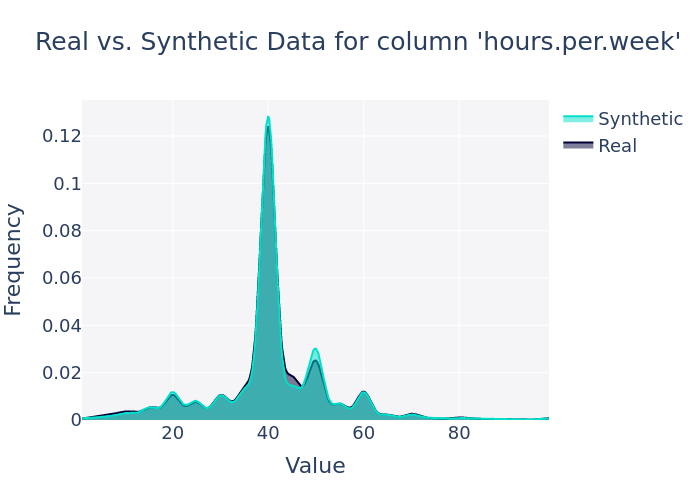 Real vs. Synthetic Data for column 'hours.per.week'
Synthetic
Real
Frequency
0.12
0.1
0.08
0.06
0.04
0.02
0
20 40 60 80
Value